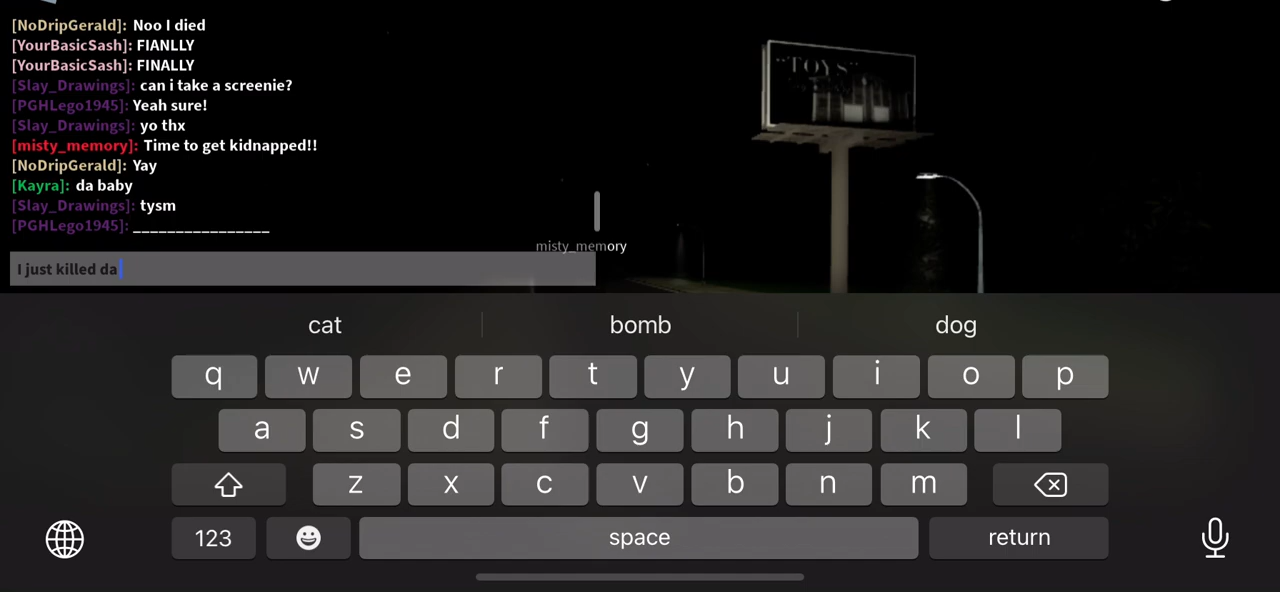 [NoDripGerald]: Noo I died
[YourBasicSash]: FIANLLY
[YourBasicSash]: FINALLY
[Slay_Drawings]: can i take a screenie?
[PGHLego1945]: Yeah sure!
[Slay_Drawings]: yo thx
[misty_memory]: Time to get kidnapped!!
[NoDripGerald]: Yay
[Kayra]: da baby
[Slay_Drawings]: tysm
[PGHLego1945]: ________________
"TOYS"
misty_memory
I just killed da
cat bomb dog
q w e r t y u i o p
a s d f g h j k l
z x c v b n m
123 space return